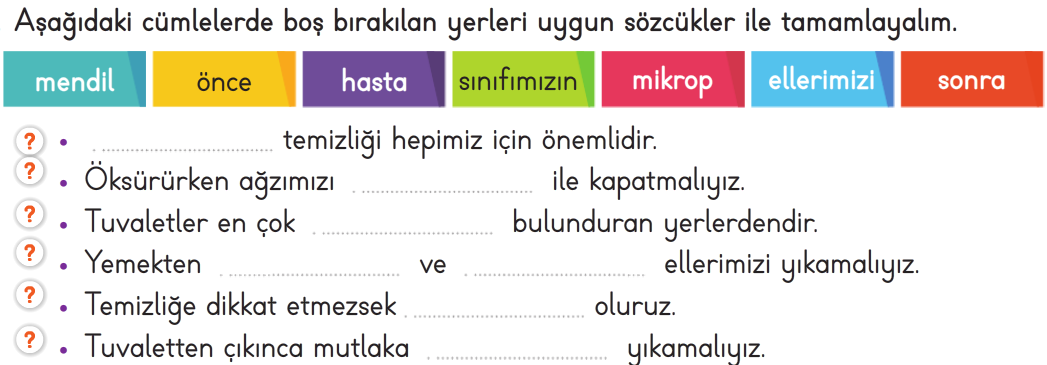 Aşağıdaki cümlelerde boş bırakılan yerleri uygun sözcükler ile tamamlayalım.
mendil önce hasta sınıfımızın mikrop ellerimizi sonra
? • .............................. temizliği hepimiz için önemlidir.
? • Öksürürken ağzımızı .............................. ile kapatmalıyız.
? • Tuvaletler en çok .............................. bulunduran yerlerdendir.
? • Yemekten .............................. ve .............................. ellerimizi yıkamalıyız.
? • Temizliğe dikkat etmezsek .............................. oluruz.
? • Tuvaletten çıkınca mutlaka .............................. yıkamalıyız.